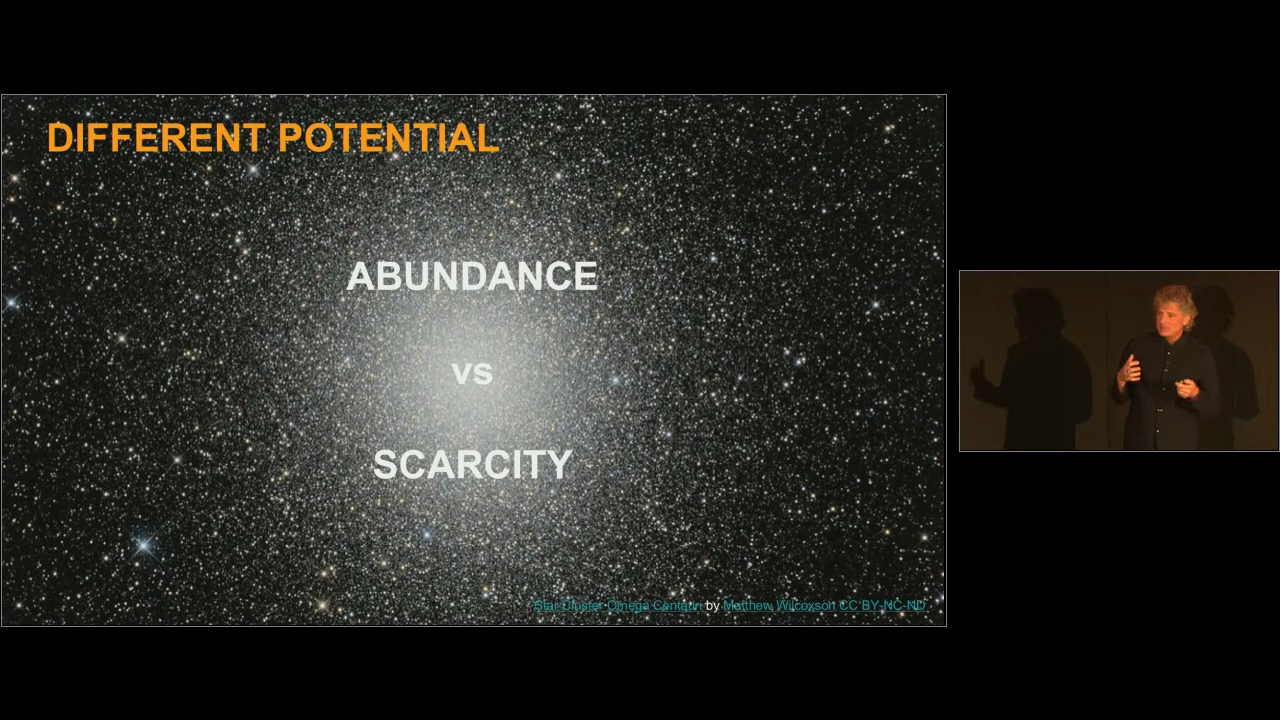 DIFFERENT POTENTIAL
ABUNDANCE
vs
SCARCITY
Star Cluster Omega Centauri by Matthew Wilcoxson CC BY-NC-ND